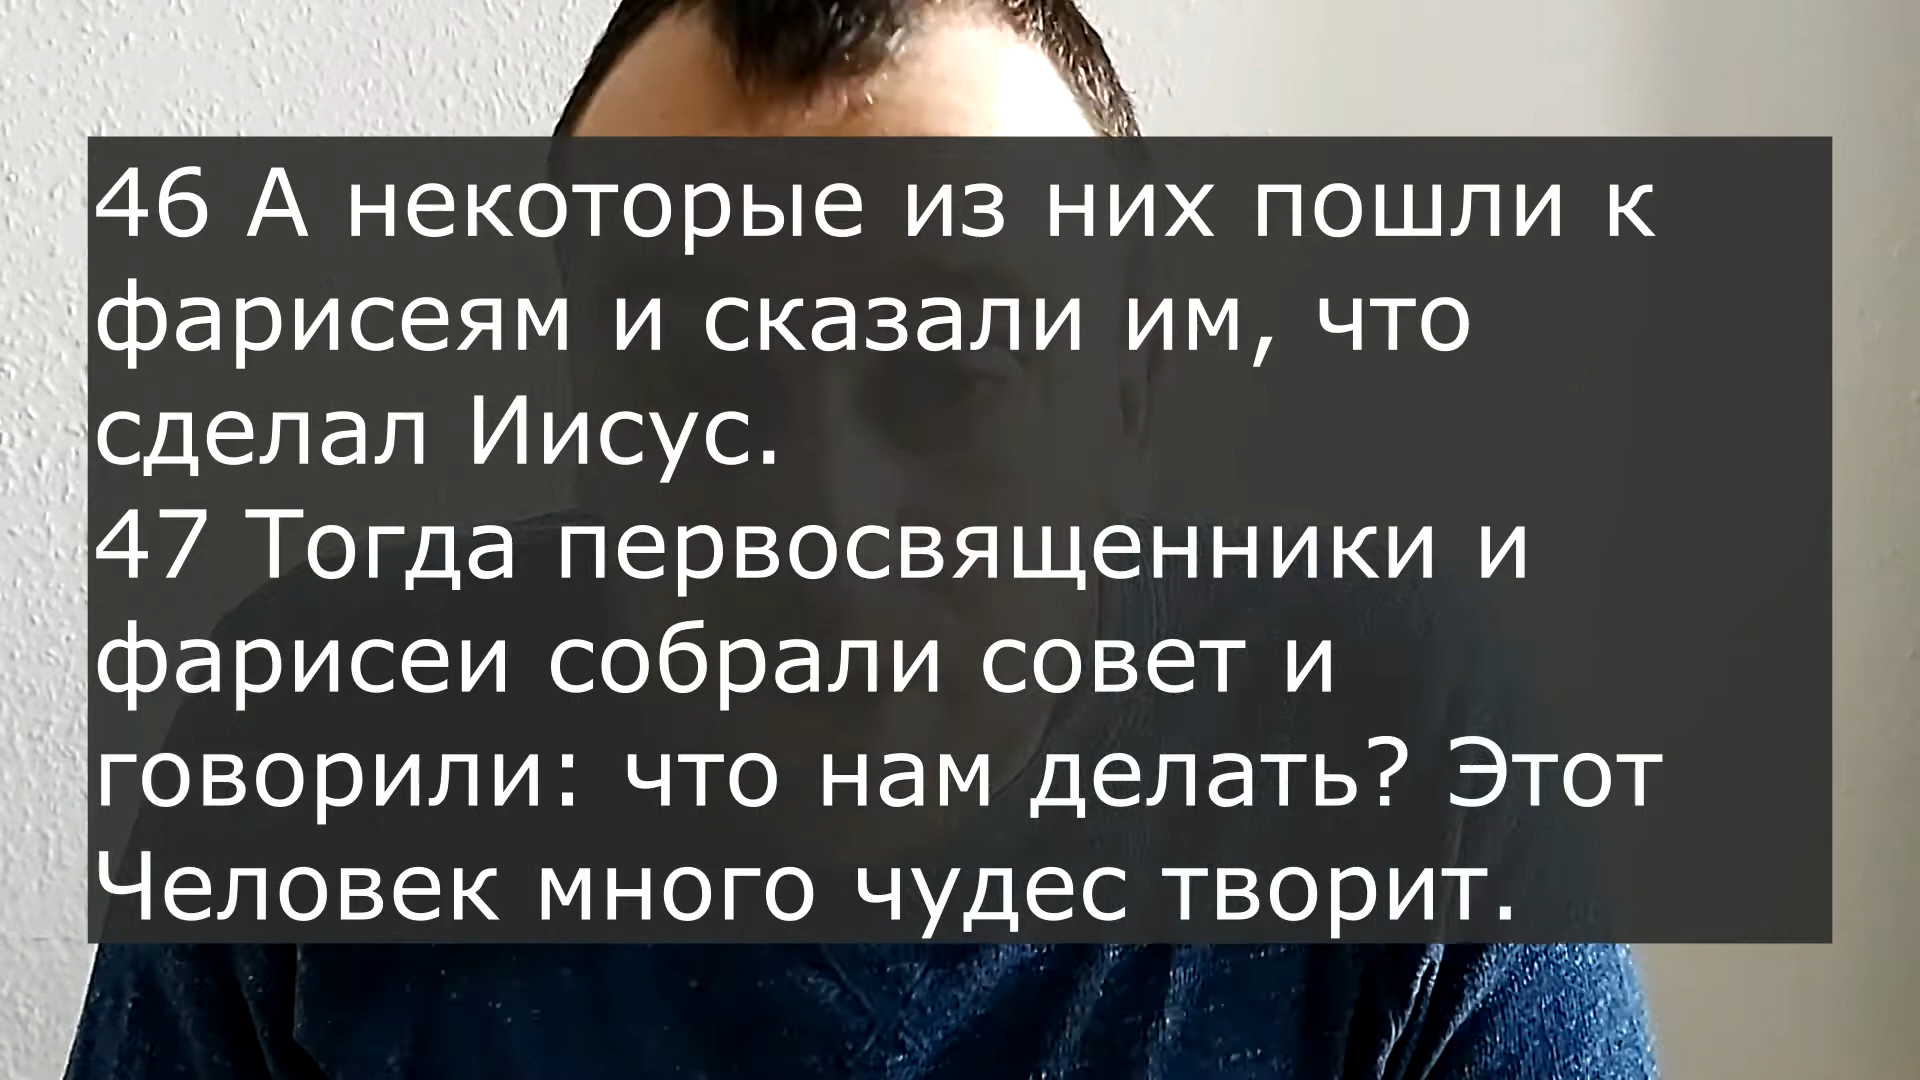 46 А некоторые из них пошли к
фарисеям и сказали им, что
сделал Иисус.
47 Тогда первосвященники и
фарисеи собрали совет и
говорили: что нам делать? Этот
Человек много чудес творит.